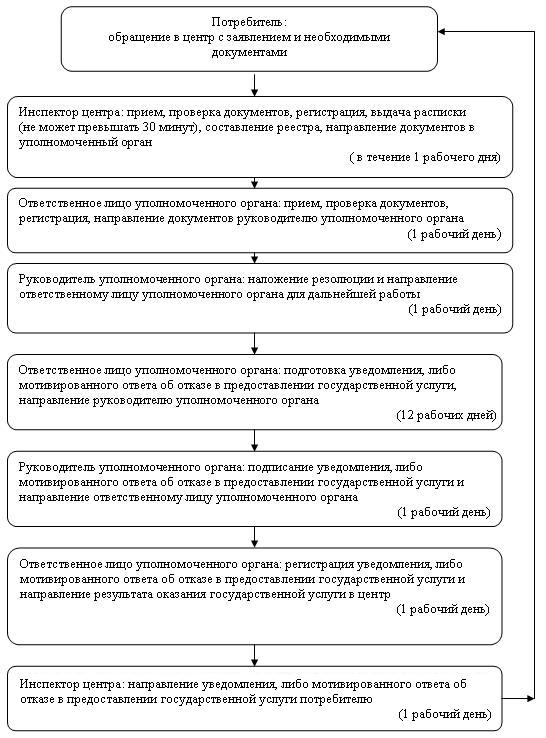 Потребитель:
обращение в центр с заявлением и необходимыми
документами
Инспектор центра: прием, проверка документов, регистрация, выдача расписки
(не может превышать 30 минут), составление реестра, направление документов в
уполномоченный орган
( в течение 1 рабочего дня)
Ответственное лицо уполномоченного органа: прием, проверка документов,
регистрация, направление документов руководителю уполномоченного органа
(1 рабочий день)
Руководитель уполномоченного органа: наложение резолюции и направление
ответственному лицу уполномоченного органа для дальнейшей работы
(1 рабочий день)
Ответственное лицо уполномоченного органа: подготовка уведомления, либо
мотивированного ответа об отказе в предоставлении государственной услуги,
направление руководителю уполномоченного органа
(12 рабочих дней)
Руководитель уполномоченного органа: подписание уведомления, либо
мотивированного ответа об отказе в предоставлении государственной услуги и
направление ответственному лицу уполномоченного органа
(1 рабочий день)
Ответственное лицо уполномоченного органа: регистрация уведомления, либо
мотивированного ответа об отказе в предоставлении государственной услуги и
направление результата оказания государственной услуги в центр
(1 рабочий день)
Инспектор центра: направление уведомления, либо мотивированного ответа об
отказе в предоставлении государственной услуги потребителю
(1 рабочий день)